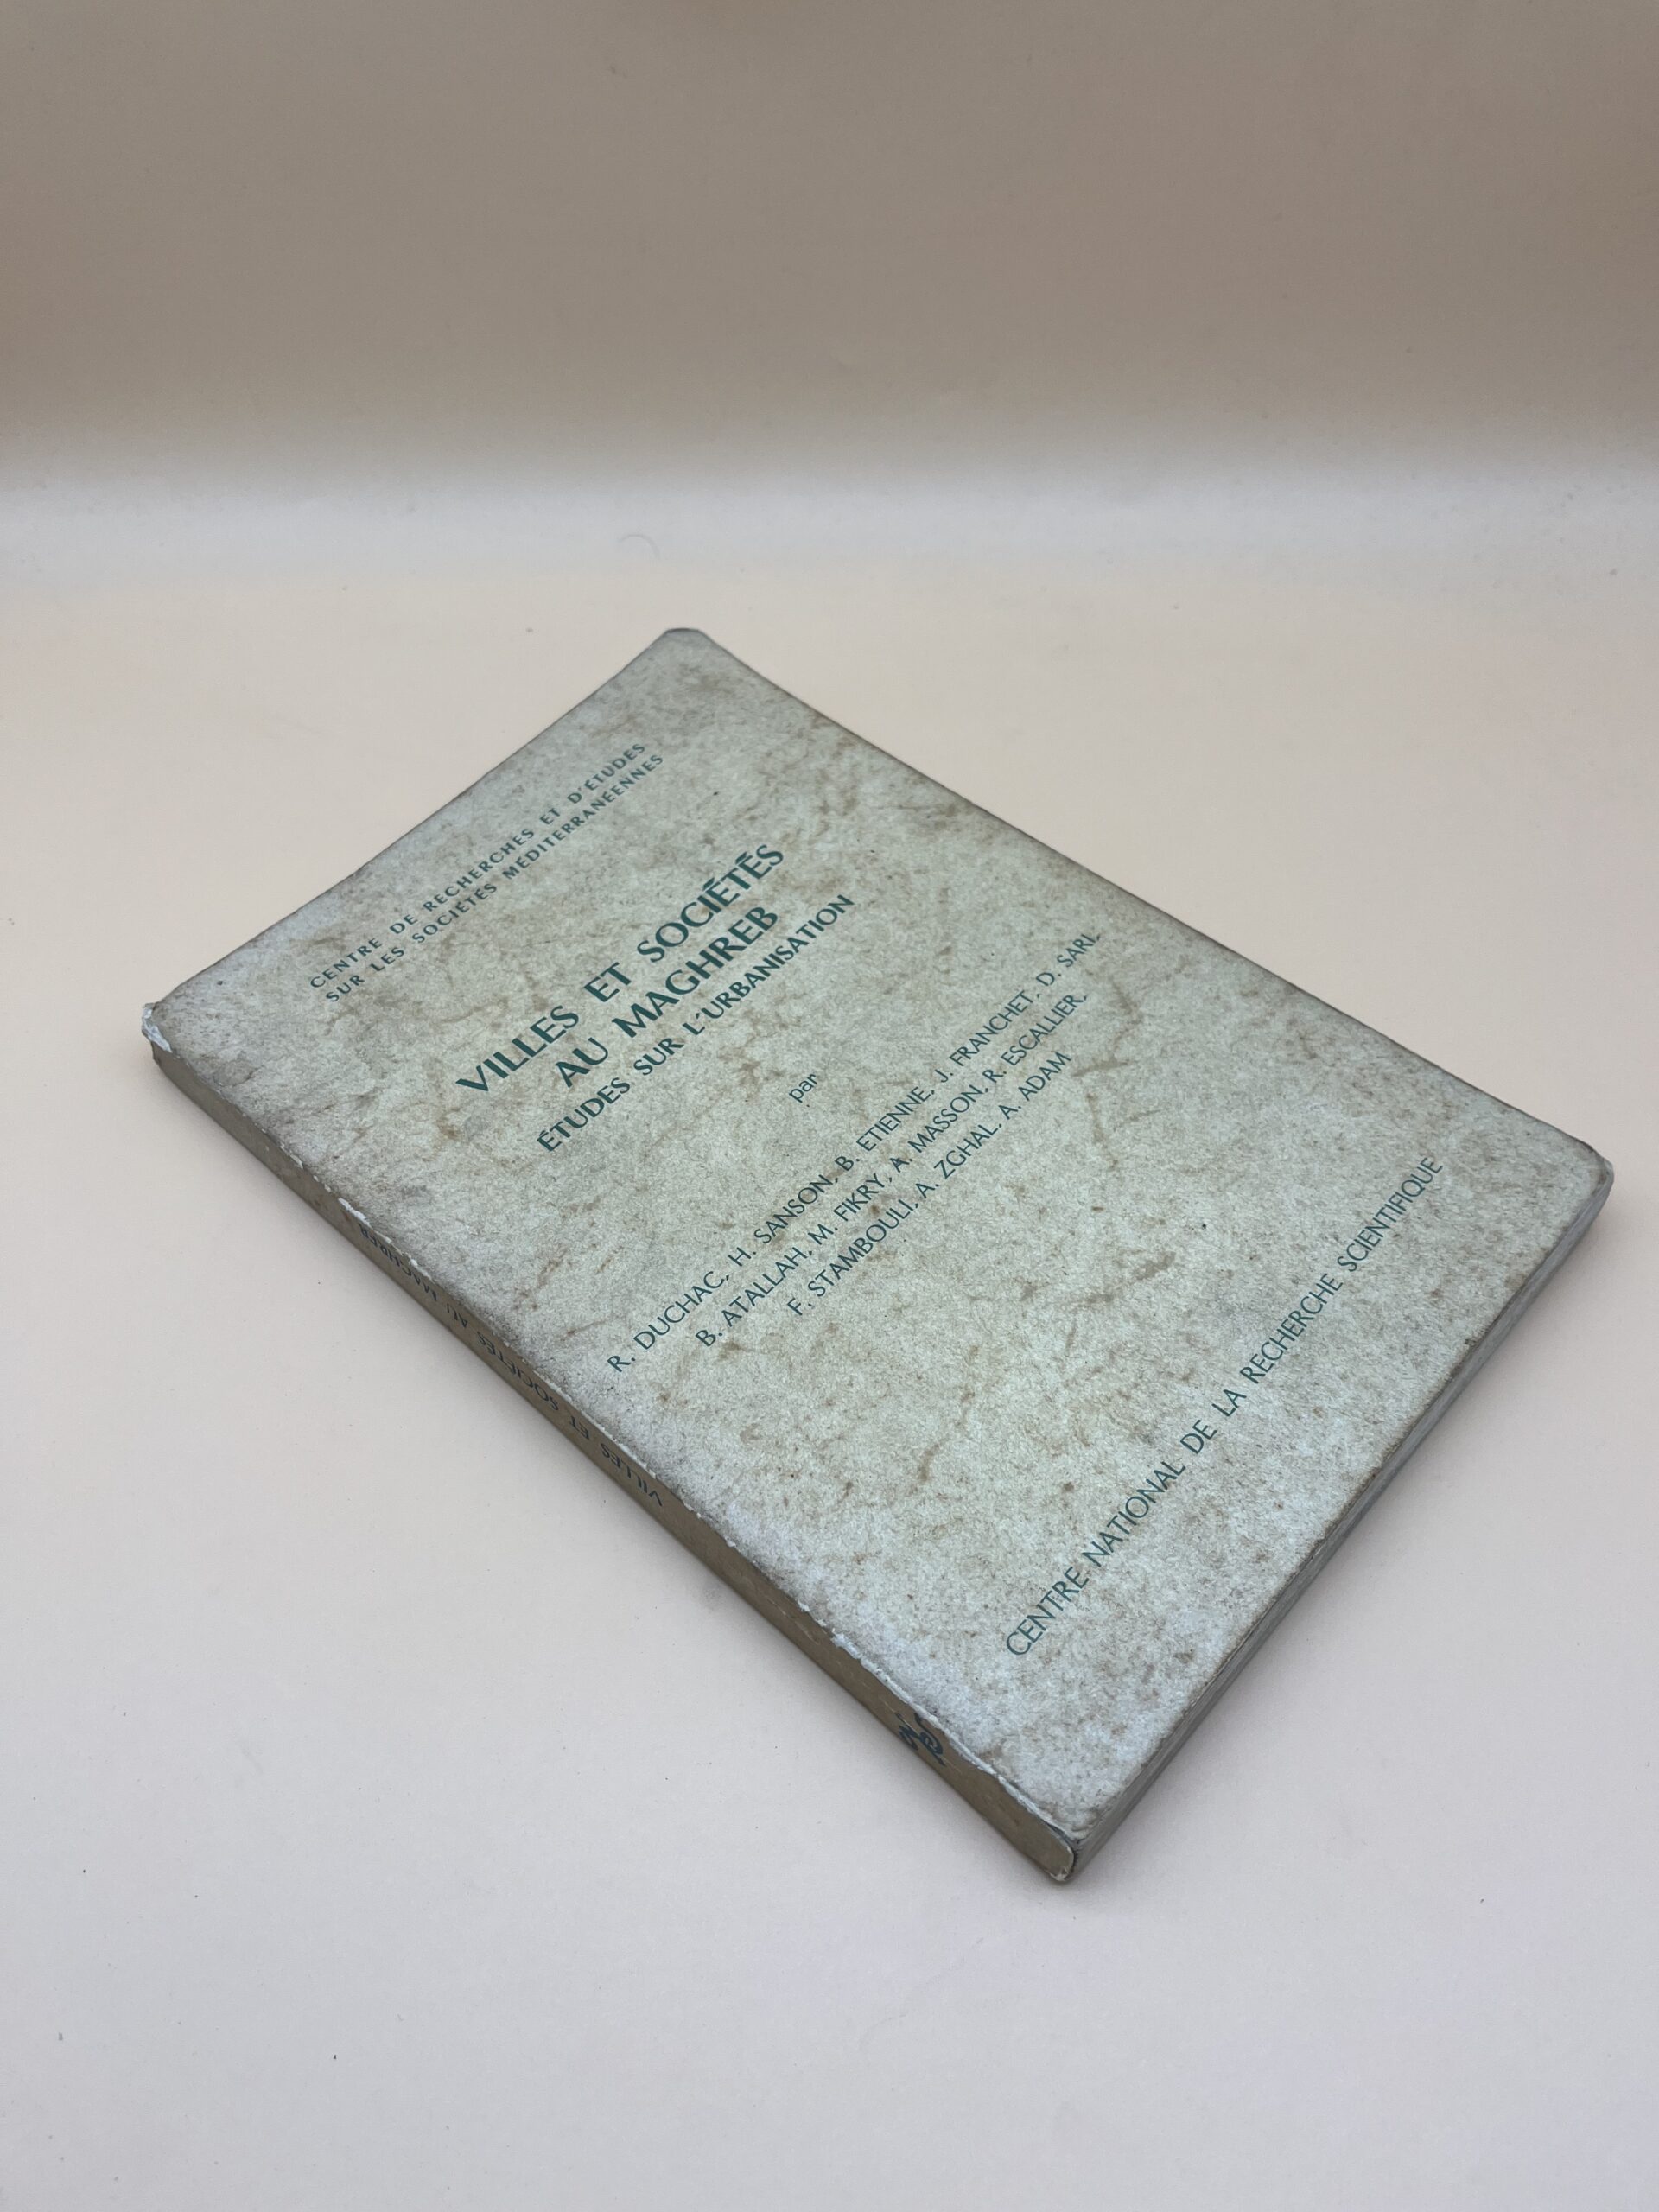 CENTRE DE RECHERCHES ET D'ÉTUDES
SUR LES SOCIÉTÉS MÉDITERRANÉENNES
VILLES ET SOCIÉTÉS
AU MAGHREB
ÉTUDES SUR L'URBANISATION
par
R. DUCHAC, H. SANSON, B. ETIENNE, J. FRANCHET, D. SARI,
B. ATALLAH, M. FIKRY, A. MASSON, R. ESCALLIER,
F. STAMBOULI, A. ZGHAL, A. ADAM
CENTRE NATIONAL DE LA RECHERCHE SCIENTIFIQUE
VILLES ET SOCIÉTÉS AU MAGHREB